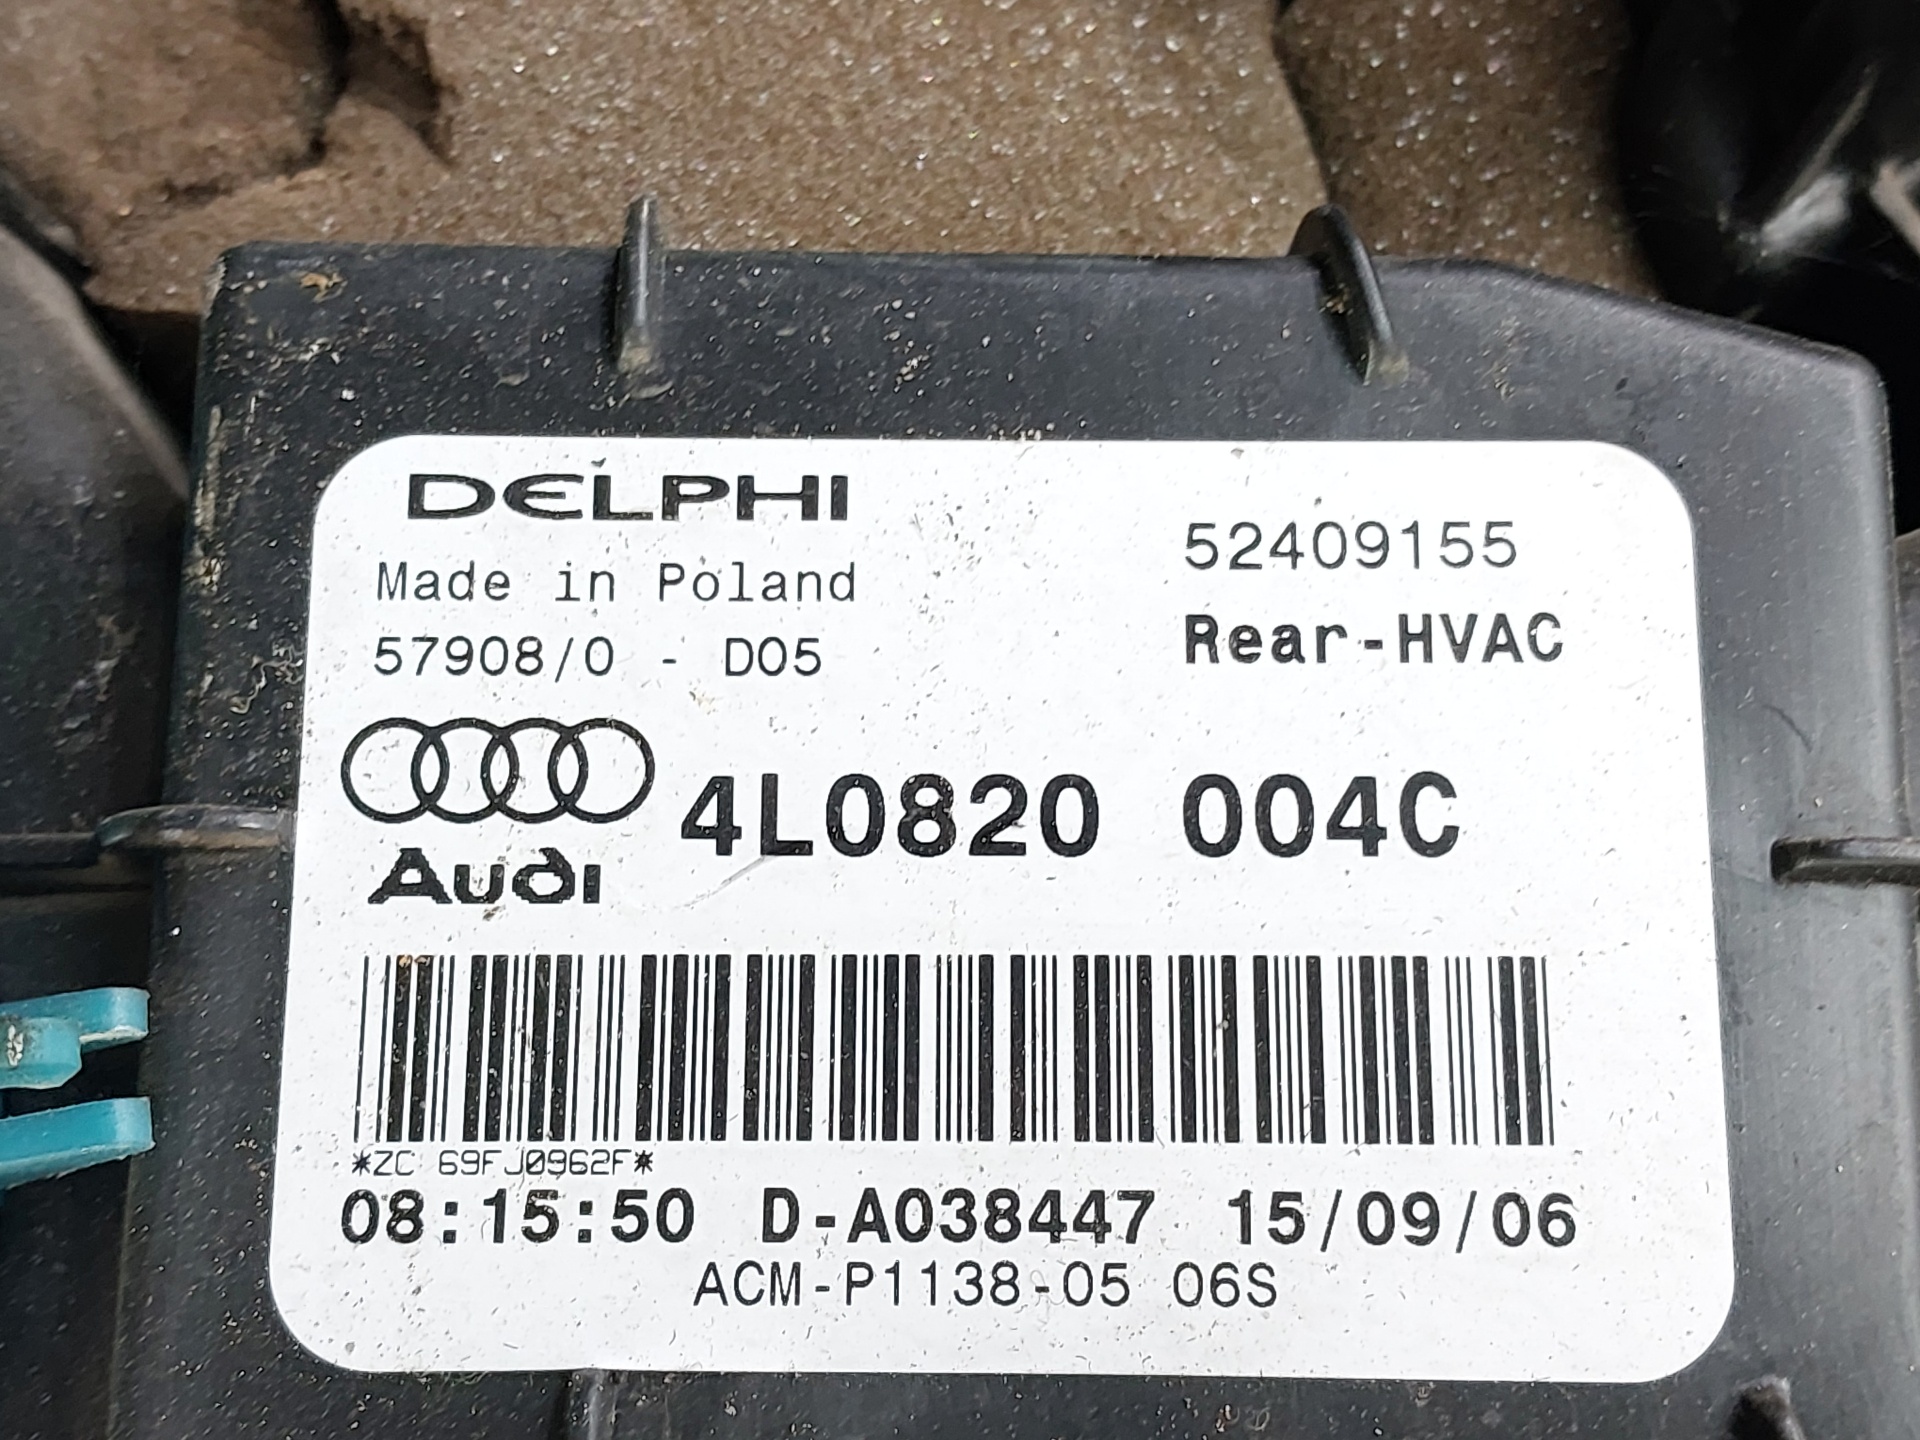 DELPHI
52409155
Made in Poland
Rear-HVAC
57908/0 - D05
4L0820 004C
Audi
*ZC 69FJ0962F*
08:15:50 D-A038447 15/09/06
ACM-P1138-05 06S